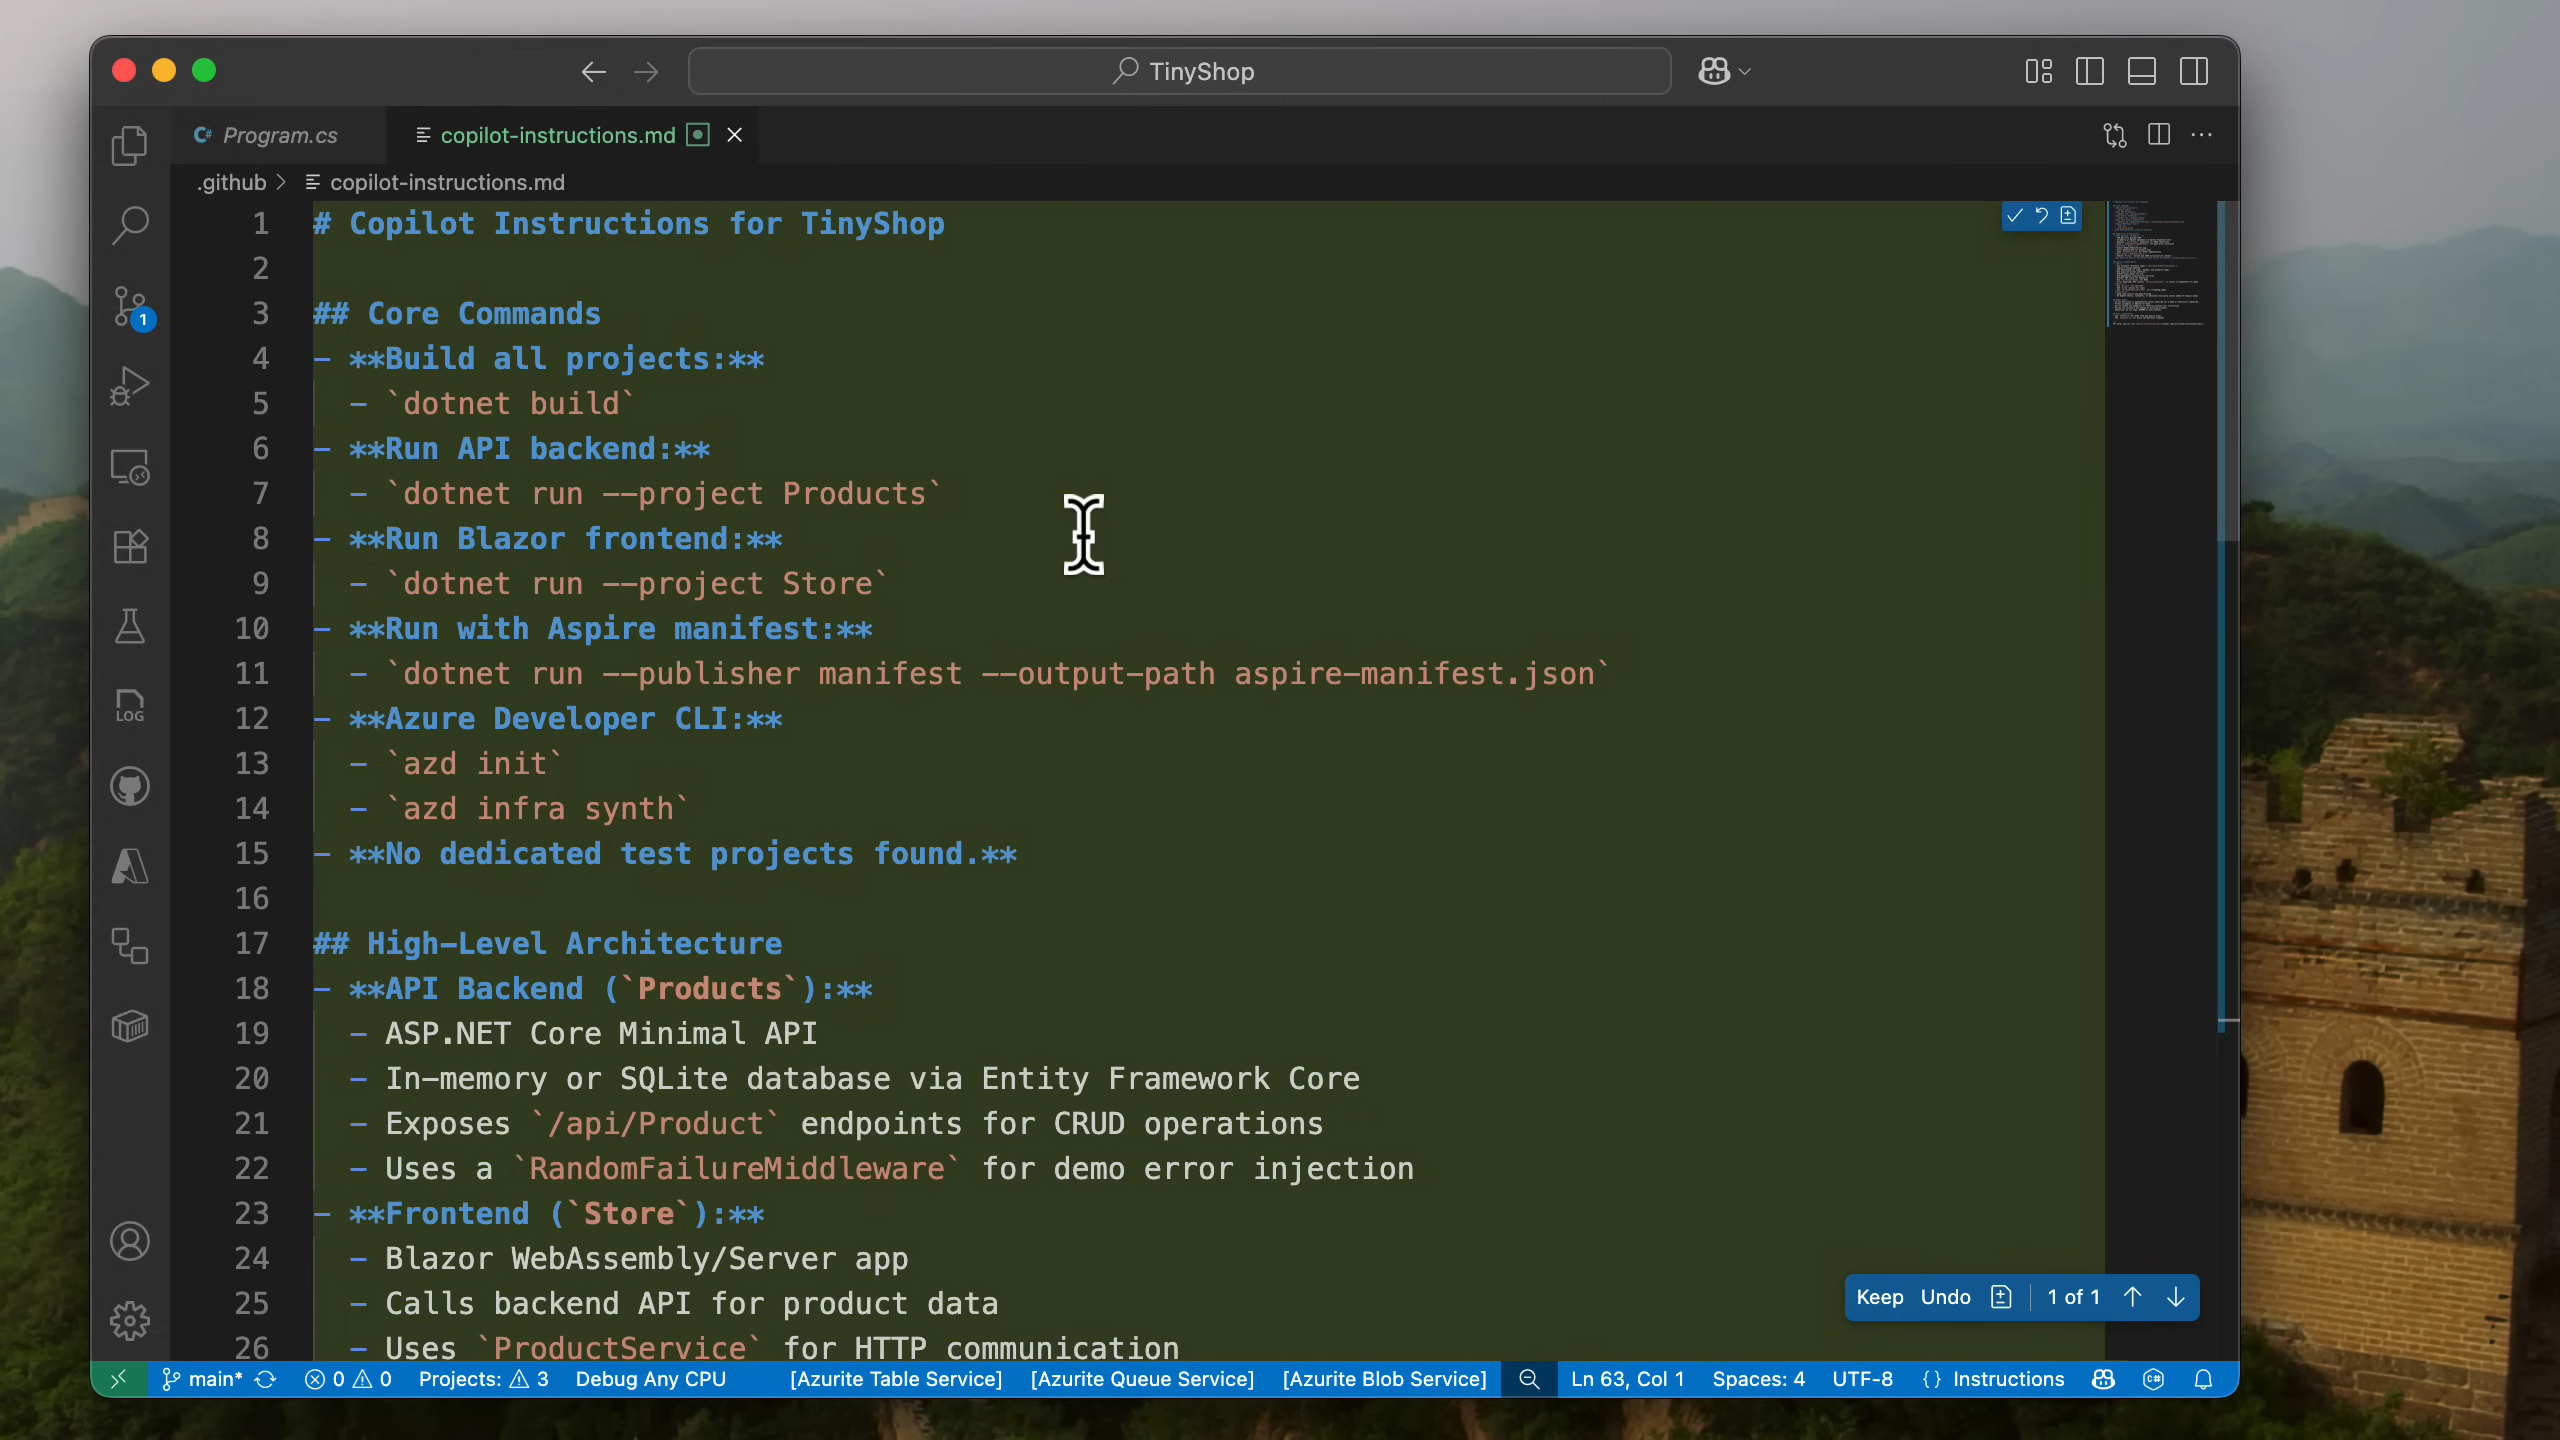 TinyShop
Program.cs
copilot-instructions.md
.github > copilot-instructions.md
1 # Copilot Instructions for TinyShop
2
3 ## Core Commands
4 - **Build all projects:**
5 - `dotnet build`
6 - **Run API backend:**
7 - `dotnet run --project Products`
8 - **Run Blazor frontend:**
9 - `dotnet run --project Store`
10 - **Run with Aspire manifest:**
11 - `dotnet run --publisher manifest --output-path aspire-manifest.json`
12 - **Azure Developer CLI:**
13 - `azd init`
14 - `azd infra synth`
15 - **No dedicated test projects found.**
16
17 ## High-Level Architecture
18 - **API Backend (`Products`):**
19 - ASP.NET Core Minimal API
20 - In-memory or SQLite database via Entity Framework Core
21 - Exposes `/api/Product` endpoints for CRUD operations
22 - Uses a `RandomFailureMiddleware` for demo error injection
23 - **Frontend (`Store`):**
24 - Blazor WebAssembly/Server app
25 - Calls backend API for product data
26 - Uses `ProductService` for HTTP communication
1
LOG
Keep Undo 1 of 1
main* 0 0 Projects: 3 Debug Any CPU [Azurite Table Service] [Azurite Queue Service] [Azurite Blob Service] Ln 63, Col 1 Spaces: 4 UTF-8 {} Instructions